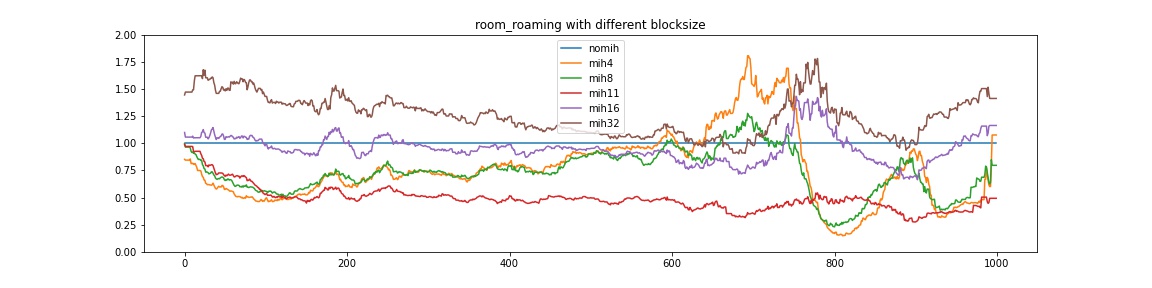 room_roaming with different blocksize
2.00
1.75
1.50
1.25
1.00
0.75
0.50
0.25
0.00
nomih
mih4
mih8
mih11
mih16
mih32
0 200 400 600 800 1000